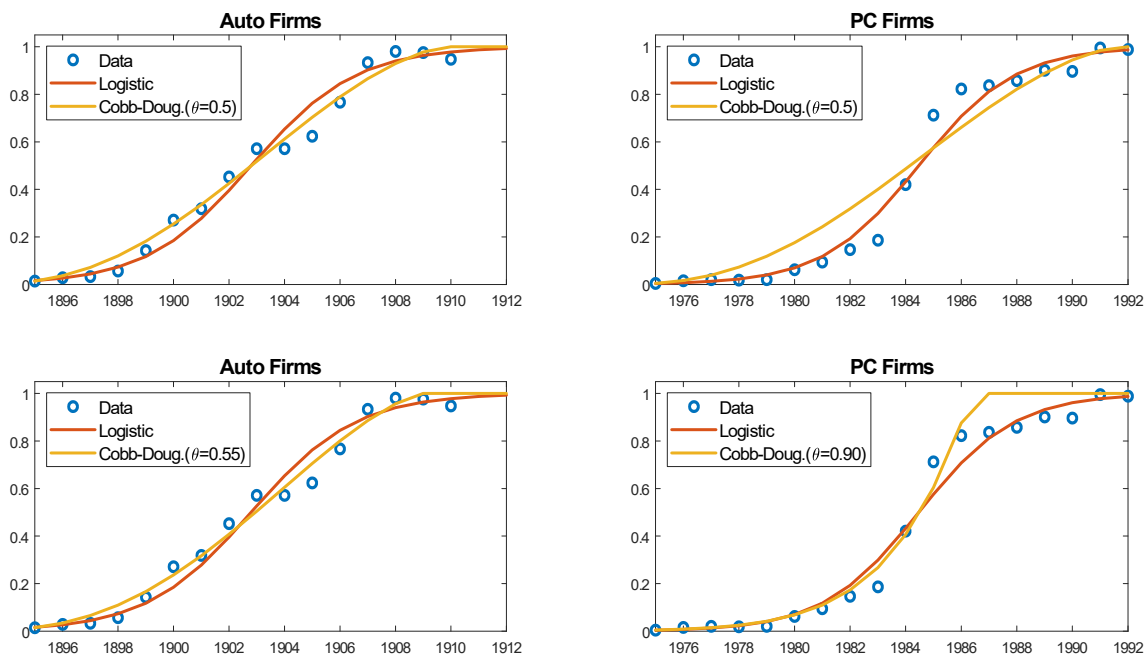 Auto Firms
1
0.8
0.6
0.4
0.2
0
Data
Logistic
Cobb-Doug.(θ=0.5)
1896 1898 1900 1902 1904 1906 1908 1910 1912
PC Firms
1
0.8
0.6
0.4
0.2
0
Data
Logistic
Cobb-Doug.(θ=0.5)
1976 1978 1980 1982 1984 1986 1988 1990 1992
Auto Firms
1
0.8
0.6
0.4
0.2
0
Data
Logistic
Cobb-Doug.(θ=0.55)
1896 1898 1900 1902 1904 1906 1908 1910 1912
PC Firms
1
0.8
0.6
0.4
0.2
0
Data
Logistic
Cobb-Doug.(θ=0.90)
1976 1978 1980 1982 1984 1986 1988 1990 1992